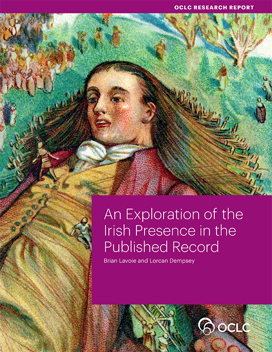 OCLC RESEARCH REPORT
An Exploration of the
Irish Presence in the
Published Record
Brian Lavoie and Lorcan Dempsey
OCLC